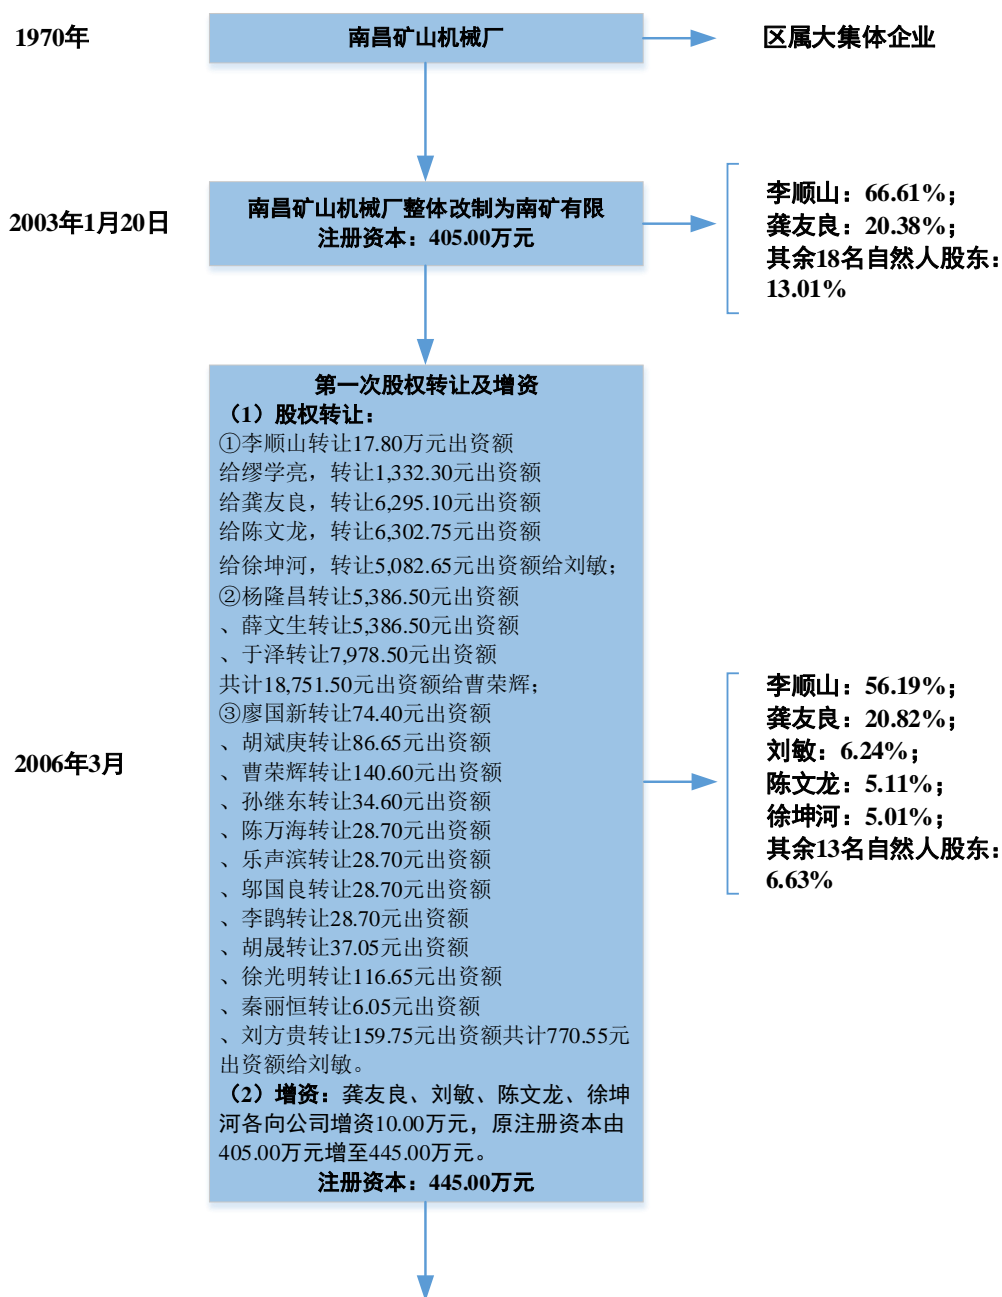 1970年
南昌矿山机械厂
区属大集体企业
2003年1月20日
南昌矿山机械厂整体改制为南矿有限
注册资本：405.00万元
李顺山：66.61%；
龚友良：20.38%；
其余18名自然人股东：
13.01%
第一次股权转让及增资
（1）股权转让：
①李顺山转让17.80万元出资额
给缪学亮，转让1,332.30元出资额
给龚友良，转让6,295.10元出资额
给陈文龙，转让6,302.75元出资额
给徐坤河，转让5,082.65元出资额给刘敏；
②杨隆昌转让5,386.50元出资额
、薛文生转让5,386.50元出资额
、于泽转让7,978.50元出资额
共计18,751.50元出资额给曹荣辉；
③廖国新转让74.40元出资额
、胡斌庚转让86.65元出资额
、曹荣辉转让140.60元出资额
、孙继东转让34.60元出资额
、陈万海转让28.70元出资额
、乐声滨转让28.70元出资额
、邬国良转让28.70元出资额
、李鹍转让28.70元出资额
、胡晟转让37.05元出资额
、徐光明转让116.65元出资额
、秦丽恒转让6.05元出资额
、刘方贵转让159.75元出资额共计770.55元
出资额给刘敏。
（2）增资：龚友良、刘敏、陈文龙、徐坤
河各向公司增资10.00万元，原注册资本由
405.00万元增至445.00万元。
注册资本：445.00万元
2006年3月
李顺山：56.19%；
龚友良：20.82%；
刘敏：6.24%；
陈文龙：5.11%；
徐坤河：5.01%；
其余13名自然人股东：
6.63%